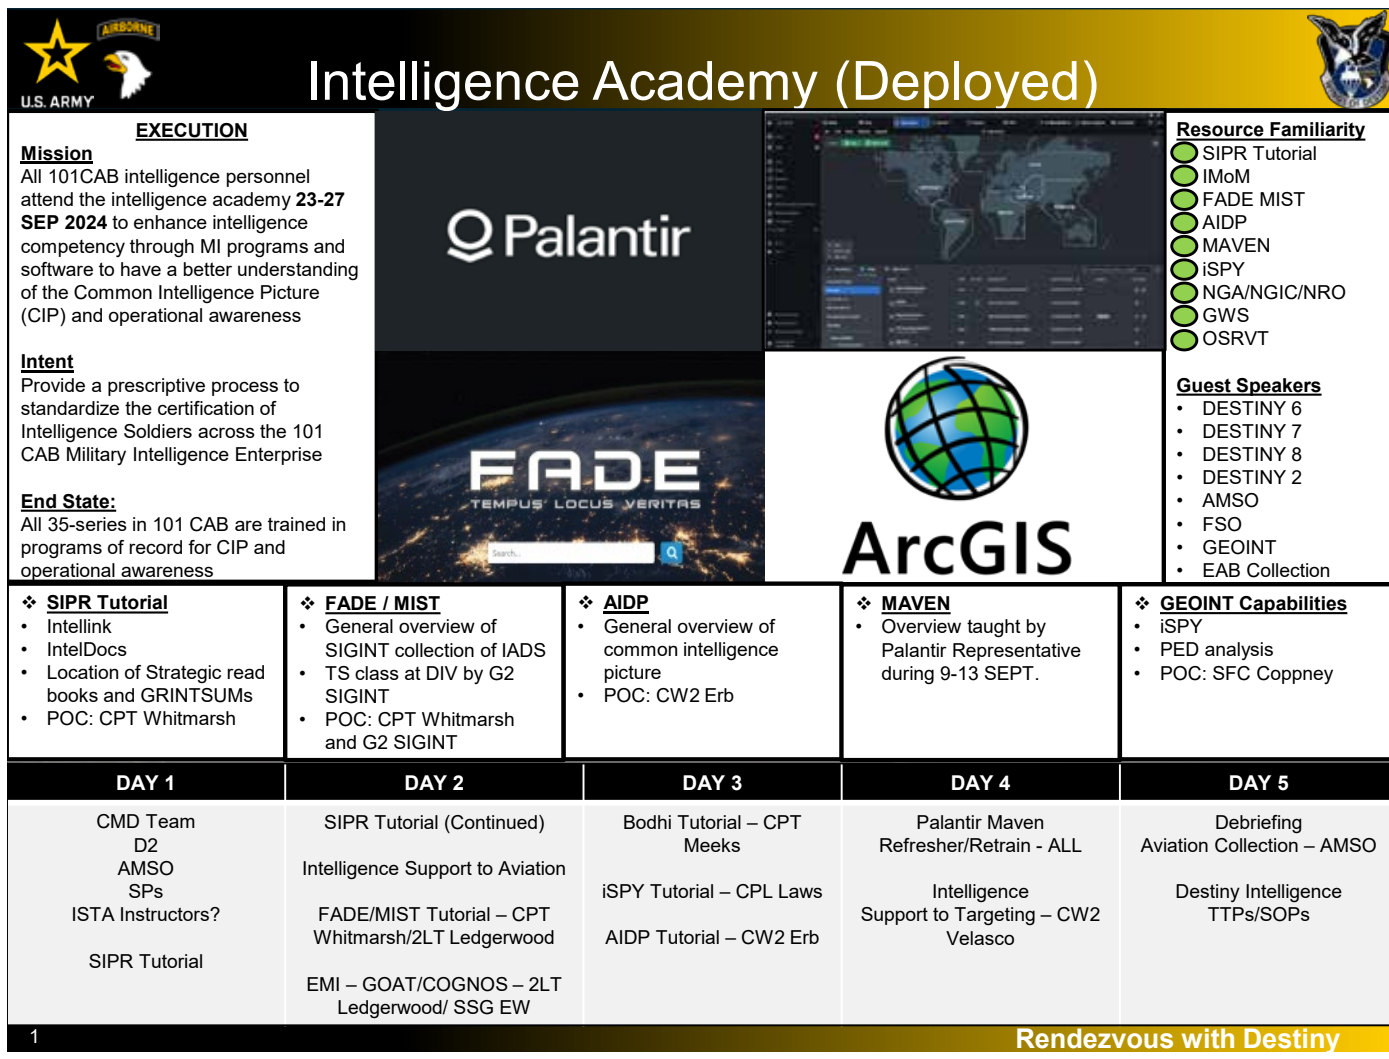 AIRBORNE
U.S. ARMY
Intelligence Academy (Deployed)
EXECUTION
Mission
All 101CAB intelligence personnel
attend the intelligence academy 23-27
SEP 2024 to enhance intelligence
competency through MI programs and
software to have a better understanding
of the Common Intelligence Picture
(CIP) and operational awareness
Intent
Provide a prescriptive process to
standardize the certification of
Intelligence Soldiers across the 101
CAB Military Intelligence Enterprise
End State:
All 35-series in 101 CAB are trained in
programs of record for CIP and
operational awareness
Palantir
FADE
TEMPUS LOCUS VERITAS
Search...
ArcGIS
Resource Familiarity
SIPR Tutorial
IMoM
FADE MIST
AIDP
MAVEN
iSPY
NGA/NGIC/NRO
GWS
OSRVT
Guest Speakers
• DESTINY 6
• DESTINY 7
• DESTINY 8
• DESTINY 2
• AMSO
• FSO
• GEOINT
• EAB Collection
❖ SIPR Tutorial
• Intellink
• IntelDocs
• Location of Strategic read
books and GRINTSUMs
• POC: CPT Whitmarsh
❖ FADE / MIST
• General overview of
SIGINT collection of IADS
• TS class at DIV by G2
SIGINT
• POC: CPT Whitmarsh
and G2 SIGINT
❖ AIDP
• General overview of
common intelligence
picture
• POC: CW2 Erb
❖ MAVEN
• Overview taught by
Palantir Representative
during 9-13 SEPT.
❖ GEOINT Capabilities
• iSPY
• PED analysis
• POC: SFC Coppney
DAY 1
CMD Team
D2
AMSO
SPs
ISTA Instructors?
SIPR Tutorial
DAY 2
SIPR Tutorial (Continued)
Intelligence Support to Aviation
FADE/MIST Tutorial – CPT
Whitmarsh/2LT Ledgerwood
EMI – GOAT/COGNOS – 2LT
Ledgerwood/ SSG EW
DAY 3
Bodhi Tutorial – CPT
Meeks
iSPY Tutorial – CPL Laws
AIDP Tutorial – CW2 Erb
DAY 4
Palantir Maven
Refresher/Retrain - ALL
Intelligence
Support to Targeting – CW2
Velasco
DAY 5
Debriefing
Aviation Collection – AMSO
Destiny Intelligence
TTPs/SOPs
1
Rendezvous with Destiny